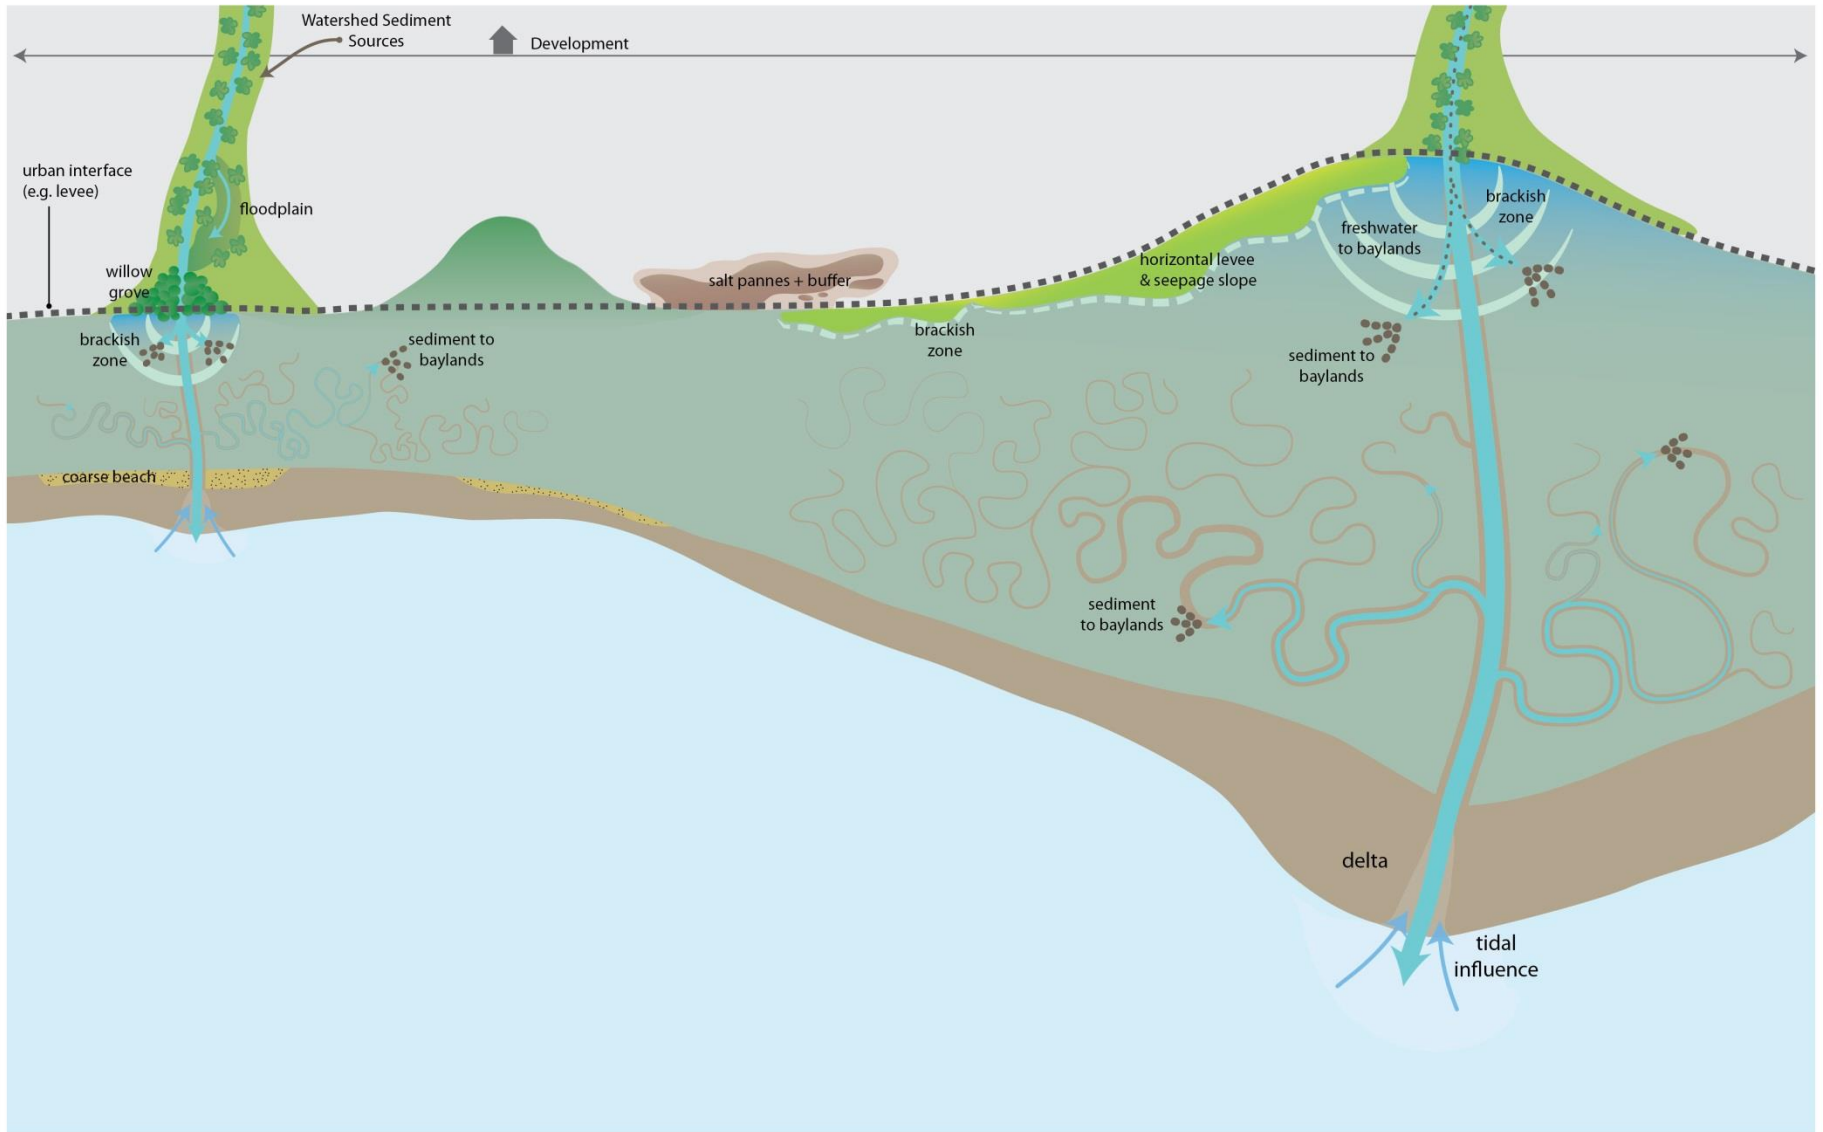 Watershed Sediment
Sources
Development
urban interface
(e.g. levee)
floodplain
willow
grove
salt pannes + buffer
horizontal levee
& seepage slope
freshwater
to baylands
brackish
zone
brackish
zone
sediment to
baylands
brackish
zone
sediment to
baylands
coarse beach
sediment
to baylands
delta
tidal
influence